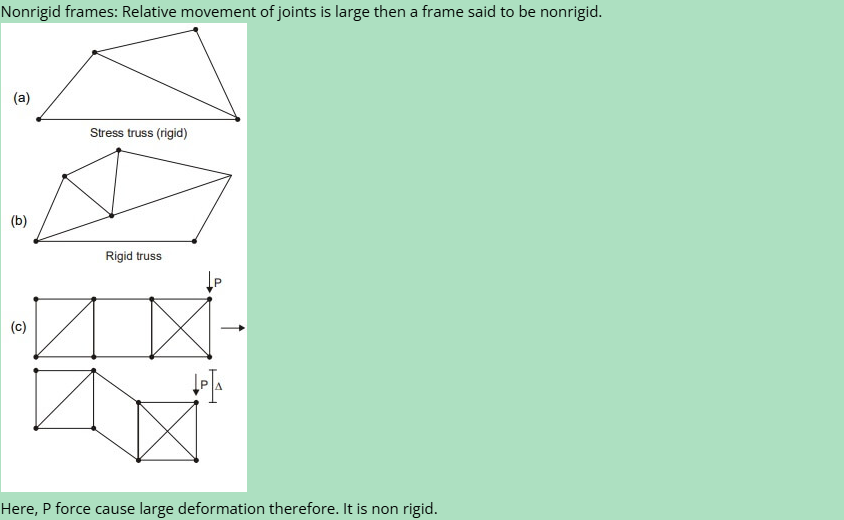 Nonrigid frames: Relative movement of joints is large then a frame said to be nonrigid.
(a)
Stress truss (rigid)
(b)
Rigid truss
P
(c)
P Δ
Here, P force cause large deformation therefore. It is non rigid.